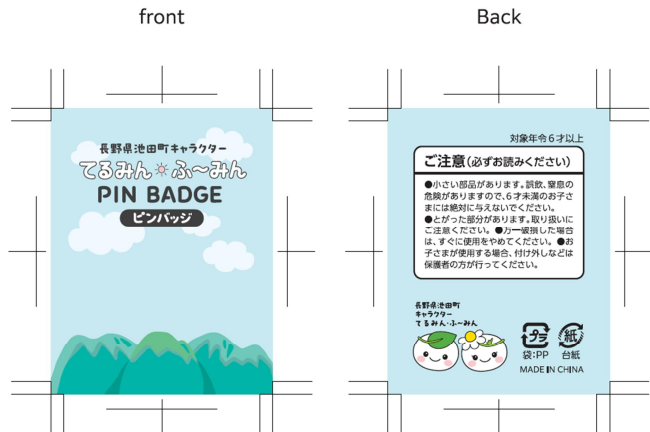 front
Back
長野県池田町キャラクター
てるみん ふ〜みん
PIN BADGE
ピンバッジ
対象年令6才以上
ご注意(必ずお読みください)
●小さい部品があります。誤飲、窒息の
危険がありますので、6才未満のお子さ
まには絶対に与えないでください。
●とがった部分があります。取り扱いに
ご注意ください。●万一破損した場合
は、すぐに使用をやめてください。●お
子さまが使用する場合、付け外しなどは
保護者の方が行ってください。
長野県池田町
キャラクター
てるみん・ふ〜みん
プラ
紙
袋:PP
台紙
MADE IN CHINA